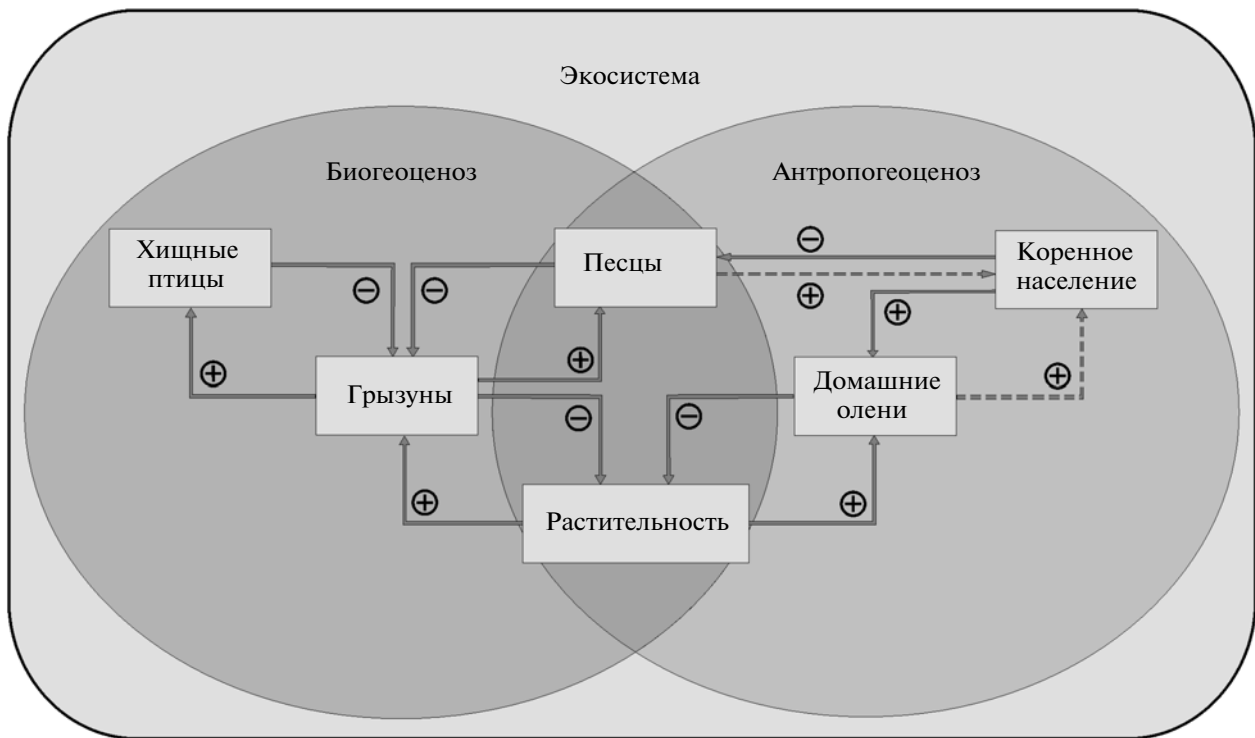 Экосистема
Биогеоценоз
Антропогеоценоз
Хищные
птицы
Песцы
Коренное
население
Грызуны
Домашние
олени
Растительность